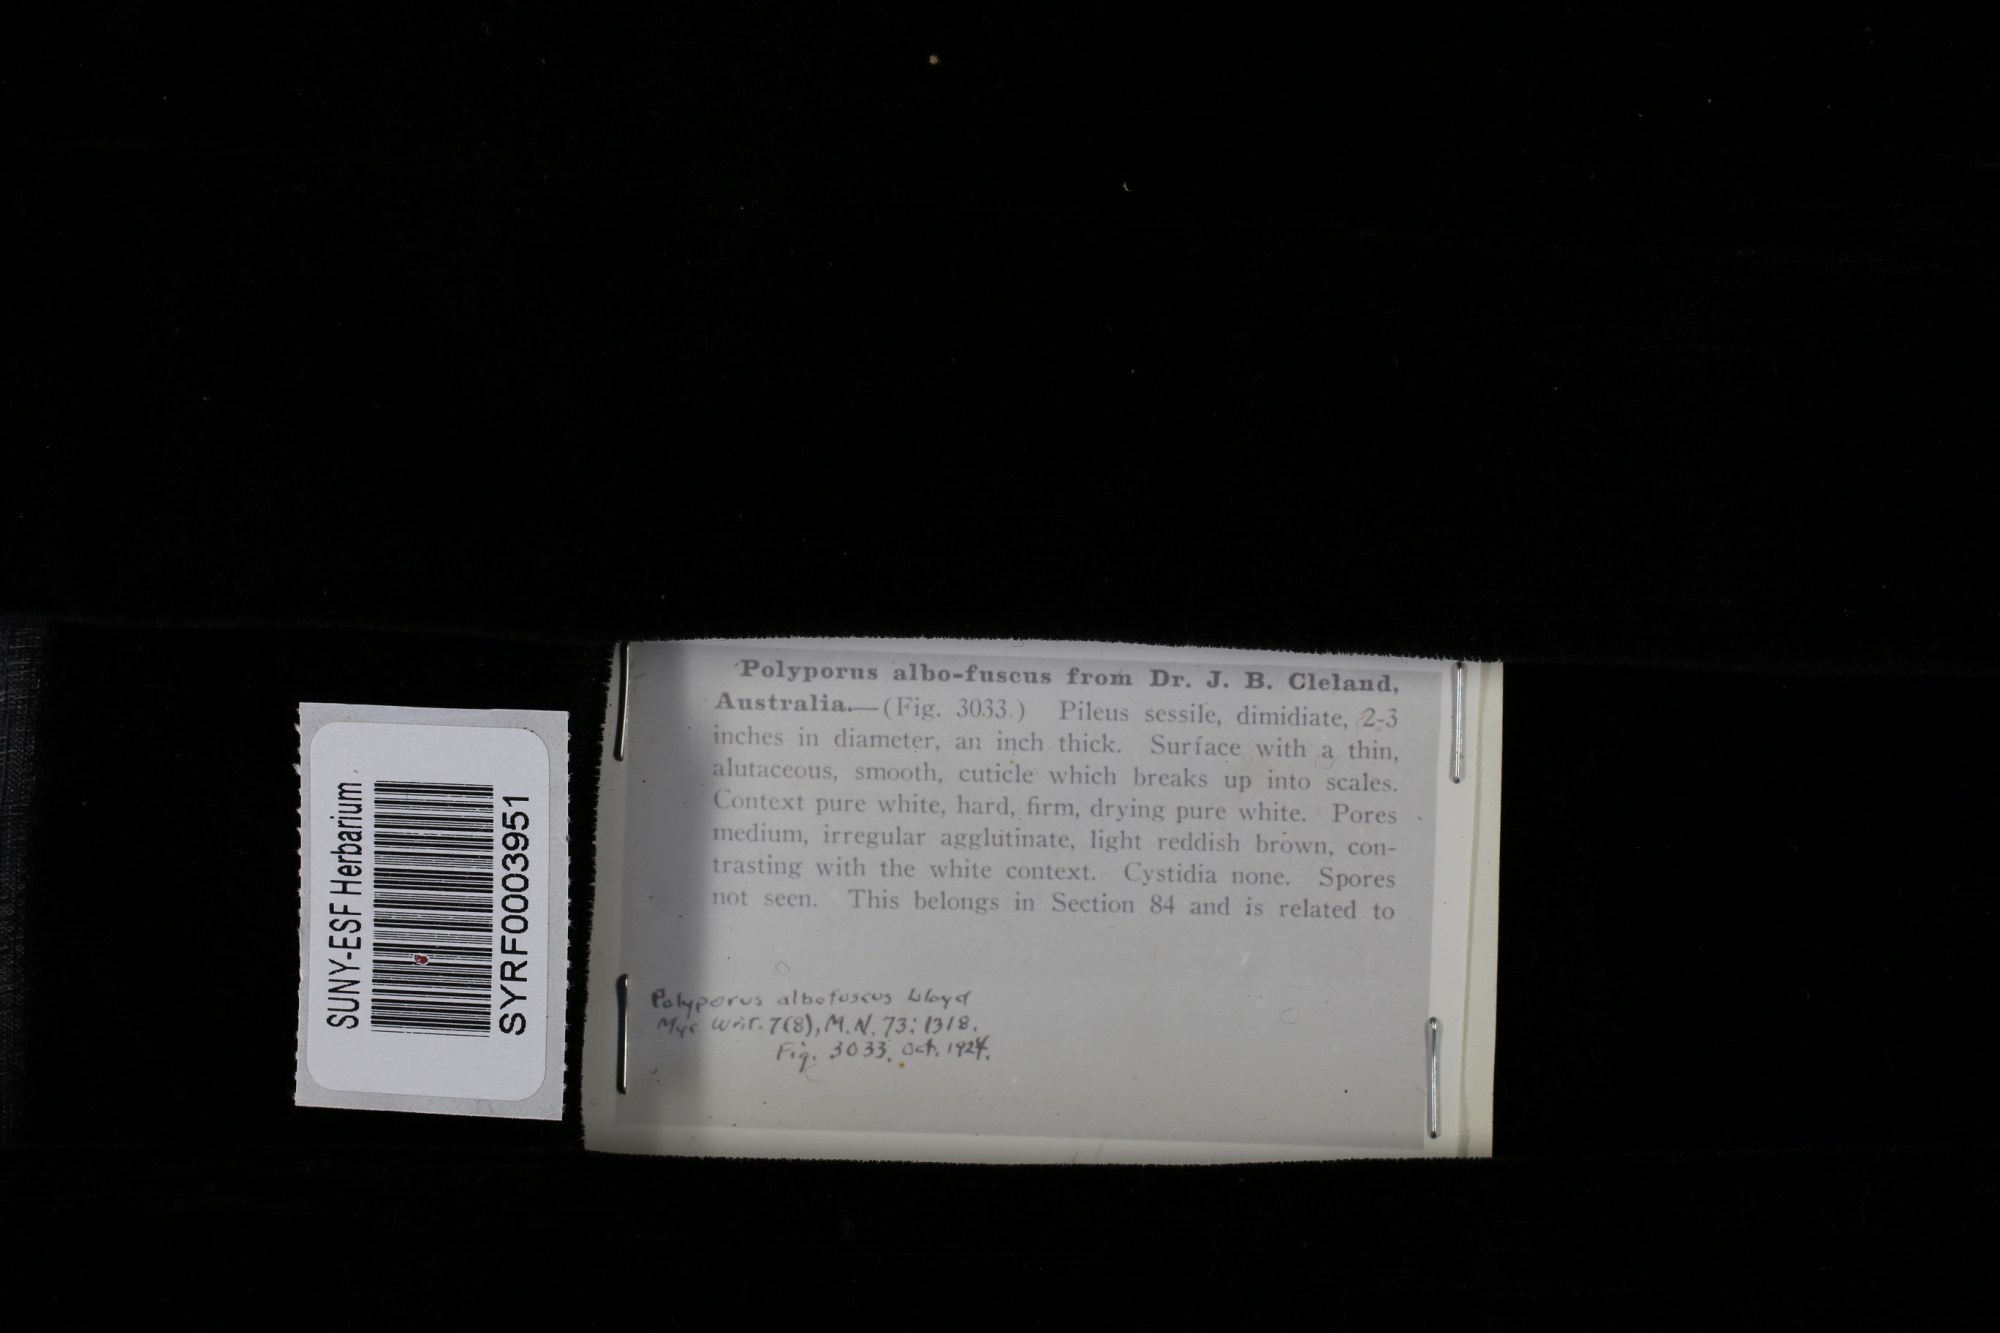 SUNY-ESF Herbarium
SYRF0003951
Polyporus albo-fuscus from Dr. J. B. Cleland,
Australia.—(Fig. 3033.) Pileus sessile, dimidiate, 2-3
inches in diameter, an inch thick. Surface with a thin,
alutaceous, smooth, cuticle which breaks up into scales.
Context pure white, hard, firm, drying pure white. Pores
medium, irregular agglutinate, light reddish brown, con-
trasting with the white context. Cystidia none. Spores
not seen. This belongs in Section 84 and is related to
Polyporus albofuscus Lloyd
Myc Writ. 7(8), M.N. 73: 1318.
Fig. 3033. Oct. 1924.